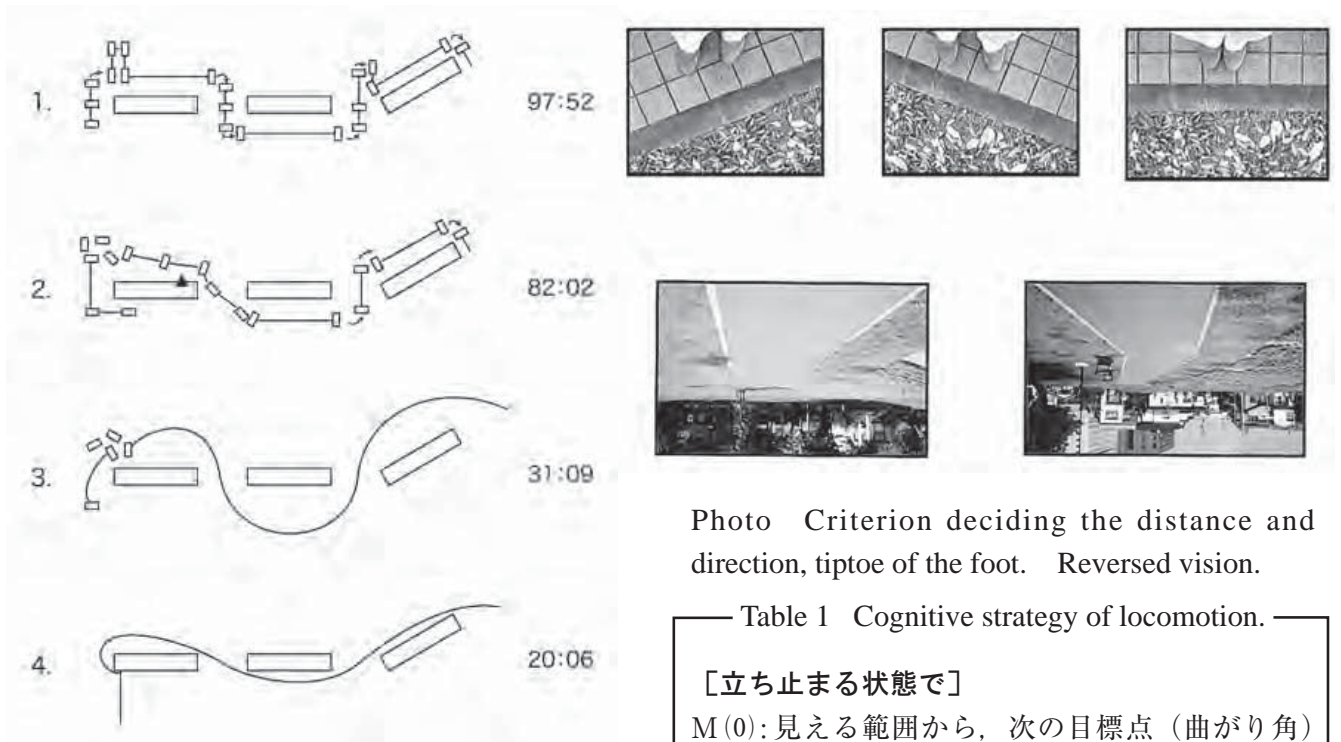 1.
97:52
2.
82:02
3.
31:09
4.
20:06
Photo Criterion deciding the distance and
direction, tiptoe of the foot. Reversed vision.
Table 1 Cognitive strategy of locomotion.
[立ち止まる状態で]
M(0):見える範囲から，次の目標点（曲がり角）